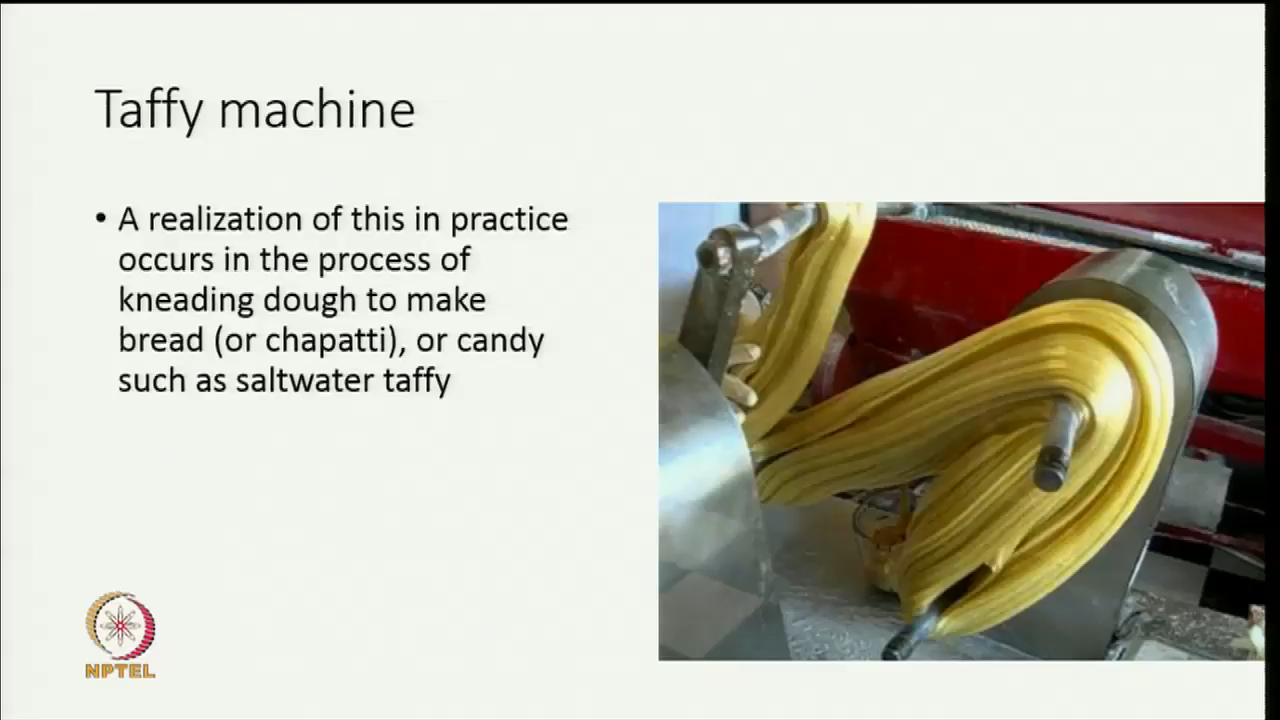 Taffy machine
• A realization of this in practice
occurs in the process of
kneading dough to make
bread (or chapatti), or candy
such as saltwater taffy
NPTEL